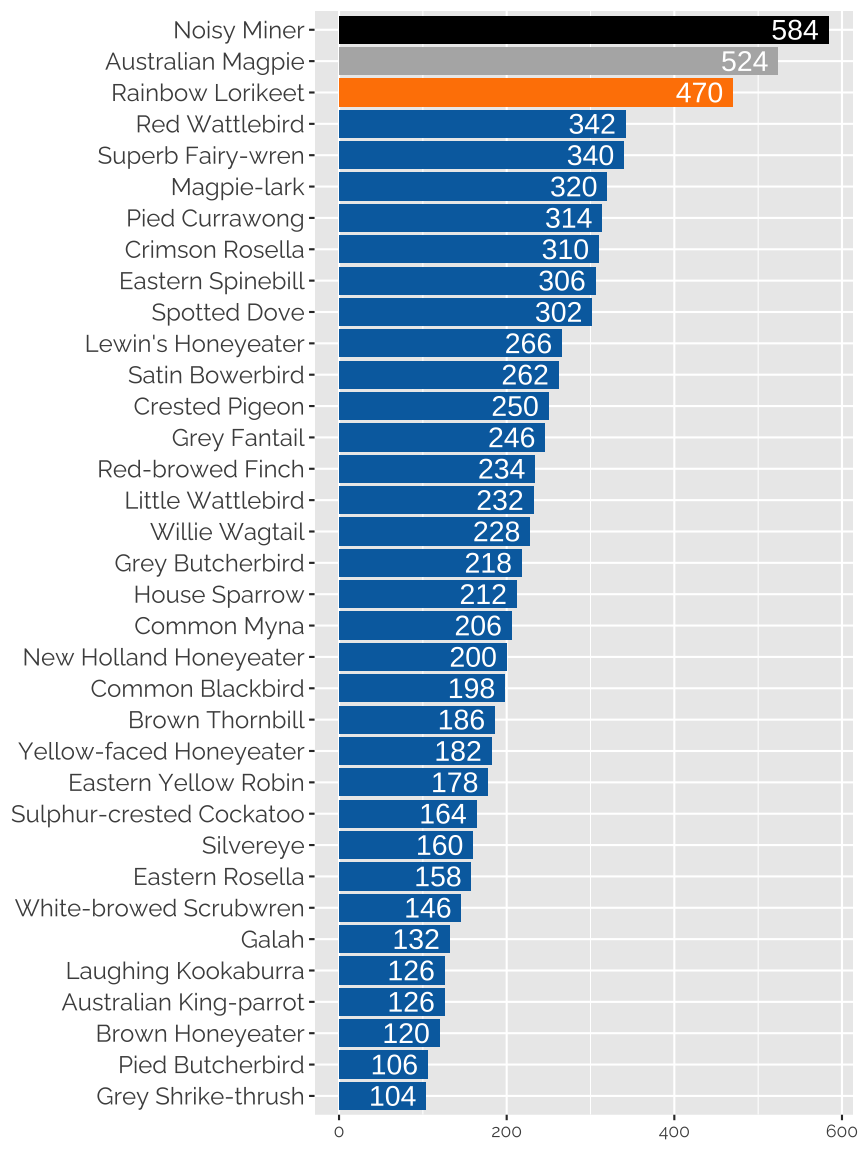 Noisy Miner 584
Australian Magpie 524
Rainbow Lorikeet 470
Red Wattlebird 342
Superb Fairy-wren 340
Magpie-lark 320
Pied Currawong 314
Crimson Rosella 310
Eastern Spinebill 306
Spotted Dove 302
Lewin's Honeyeater 266
Satin Bowerbird 262
Crested Pigeon 250
Grey Fantail 246
Red-browed Finch 234
Little Wattlebird 232
Willie Wagtail 228
Grey Butcherbird 218
House Sparrow 212
Common Myna 206
New Holland Honeyeater 200
Common Blackbird 198
Brown Thornbill 186
Yellow-faced Honeyeater 182
Eastern Yellow Robin 178
Sulphur-crested Cockatoo 164
Silvereye 160
Eastern Rosella 158
White-browed Scrubwren 146
Galah 132
Laughing Kookaburra 126
Australian King-parrot 126
Brown Honeyeater 120
Pied Butcherbird 106
Grey Shrike-thrush 104
0 200 400 600